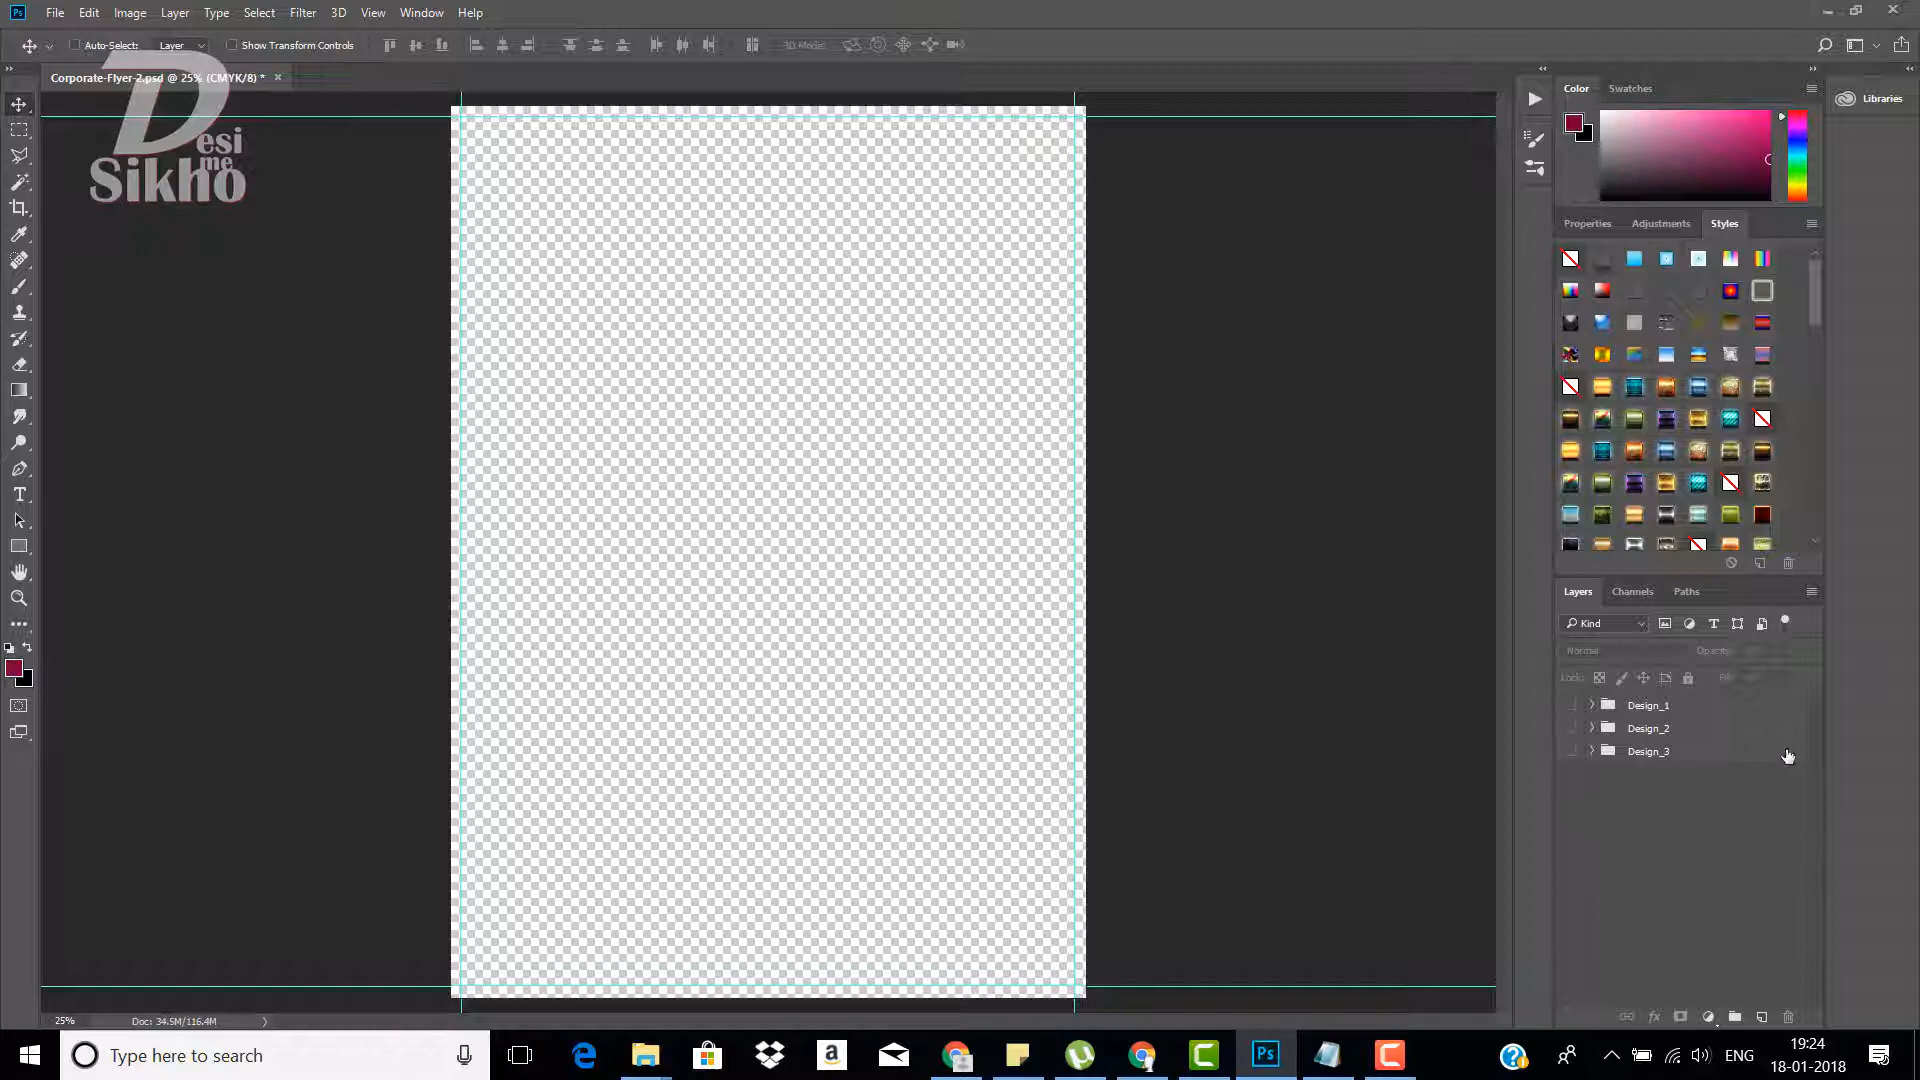 Ps File Edit Image Layer Type Select Filter 3D View Window Help
Auto-Select: Layer Show Transform Controls 3D Mode:
Corporate-Flyer-2.psd @ 25% (CMYK/8) * ×
Desi
me
Sikho
Color Swatches
Libraries
Properties Adjustments Styles
Layers Channels Paths
Kind
Normal Opacity
Lock:
Design_1
Design_2
Design_3
25% Doc: 34.5M/116.4M
Type here to search
ENG
19:24
18-01-2018